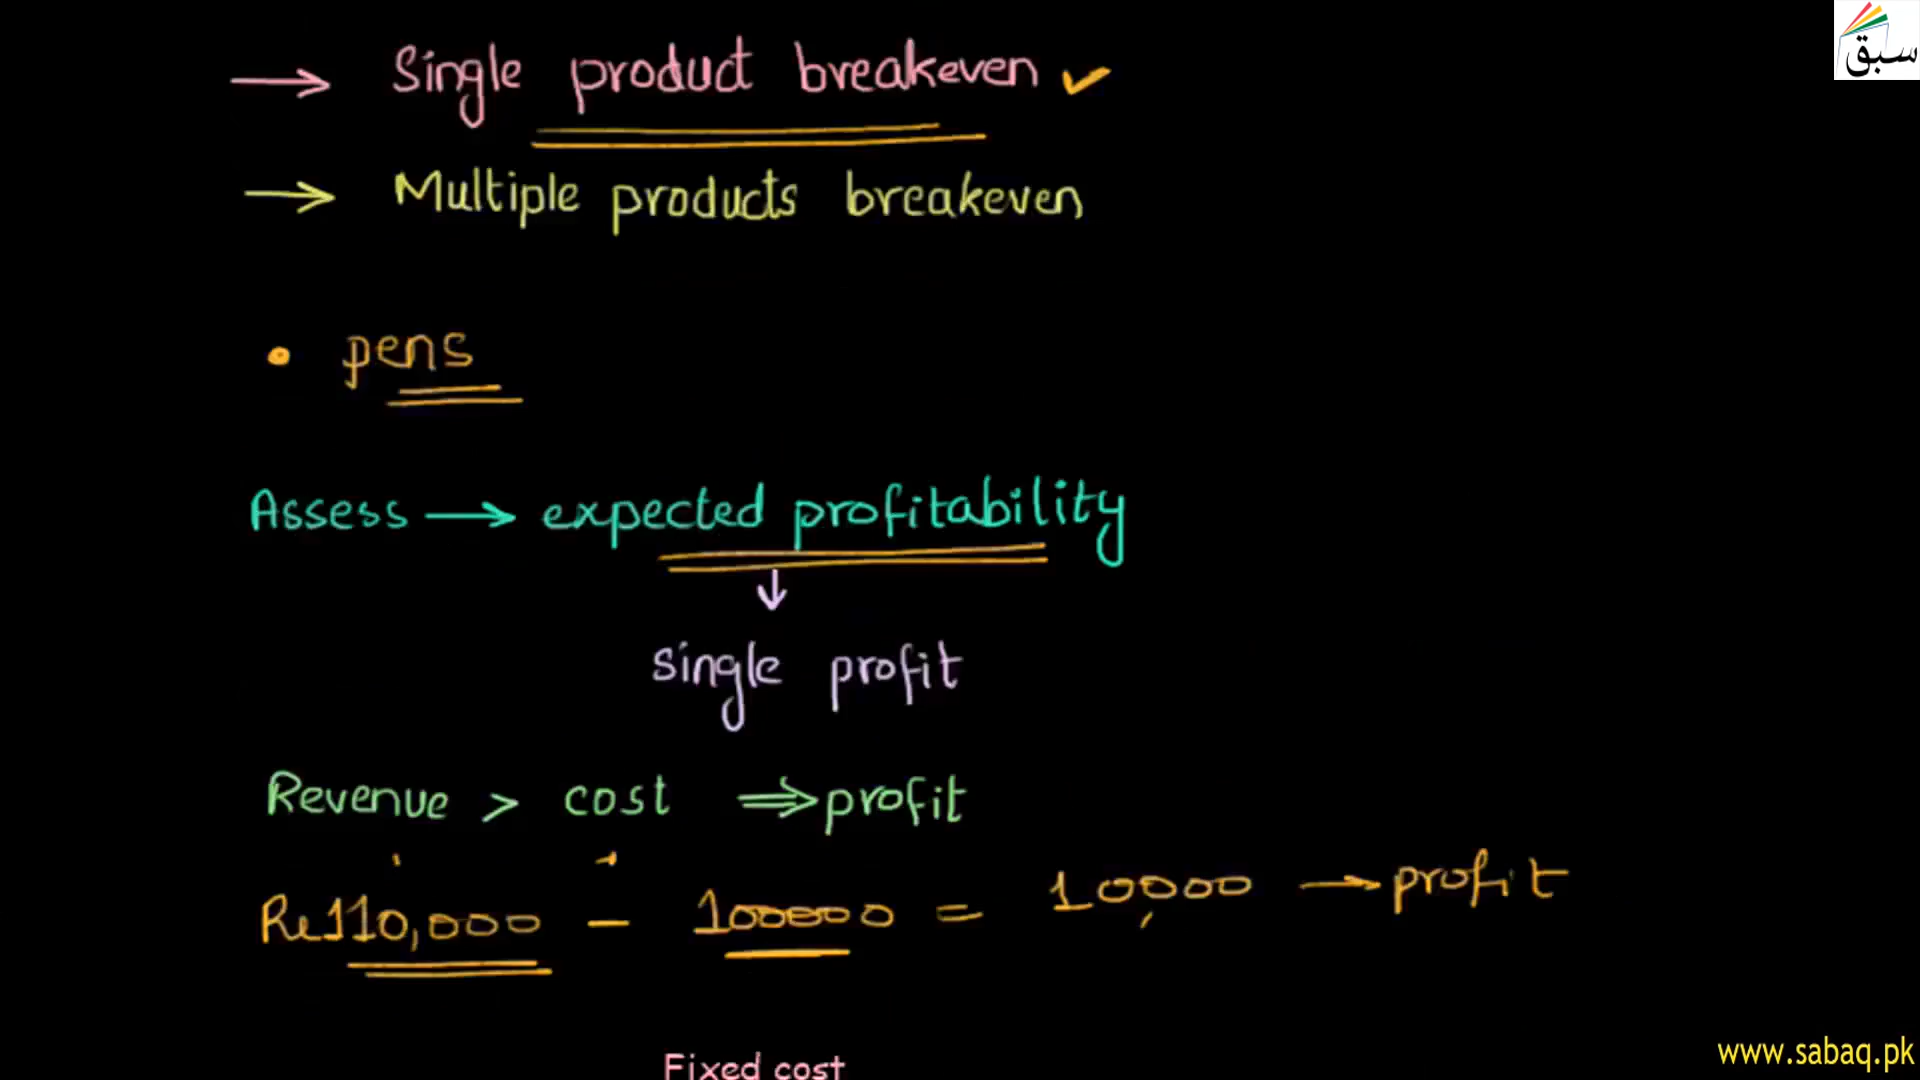 سبق
→ Single product breakeven ✓
→ Multiple products breakeven
• pens
Assess → expected profitability
↓
single profit
Revenue > cost ⇒ profit
Rs110,000 - 100000 = 10,000 → profit
Fixed cost
www.sabaq.pk